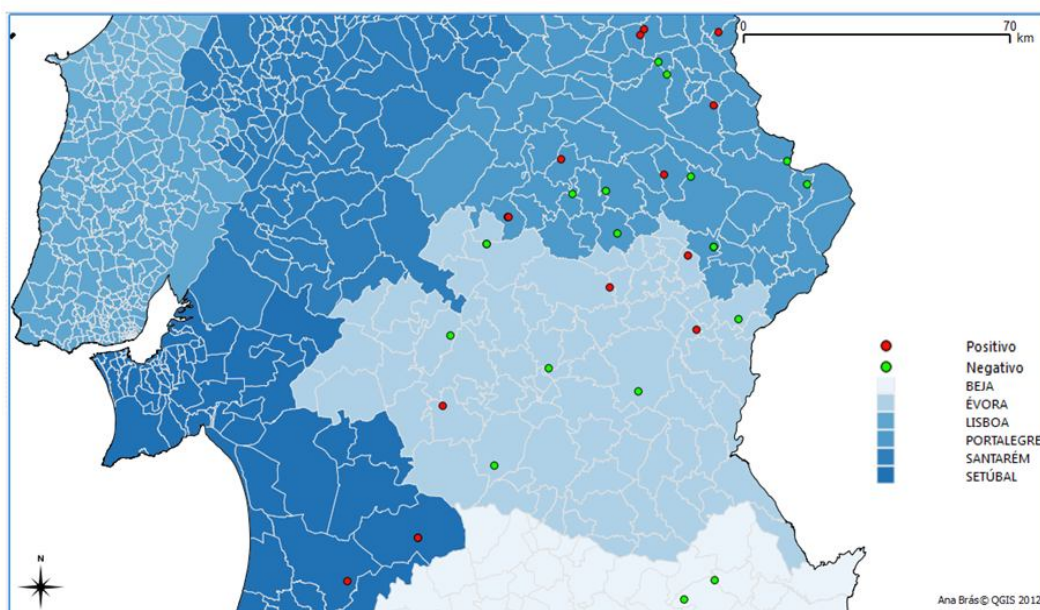 0 70
km
Positivo
Negativo
BEJA
ÉVORA
LISBOA
PORTALEGRE
SANTARÉM
SETÚBAL
N
Ana Brás© QGIS 2012